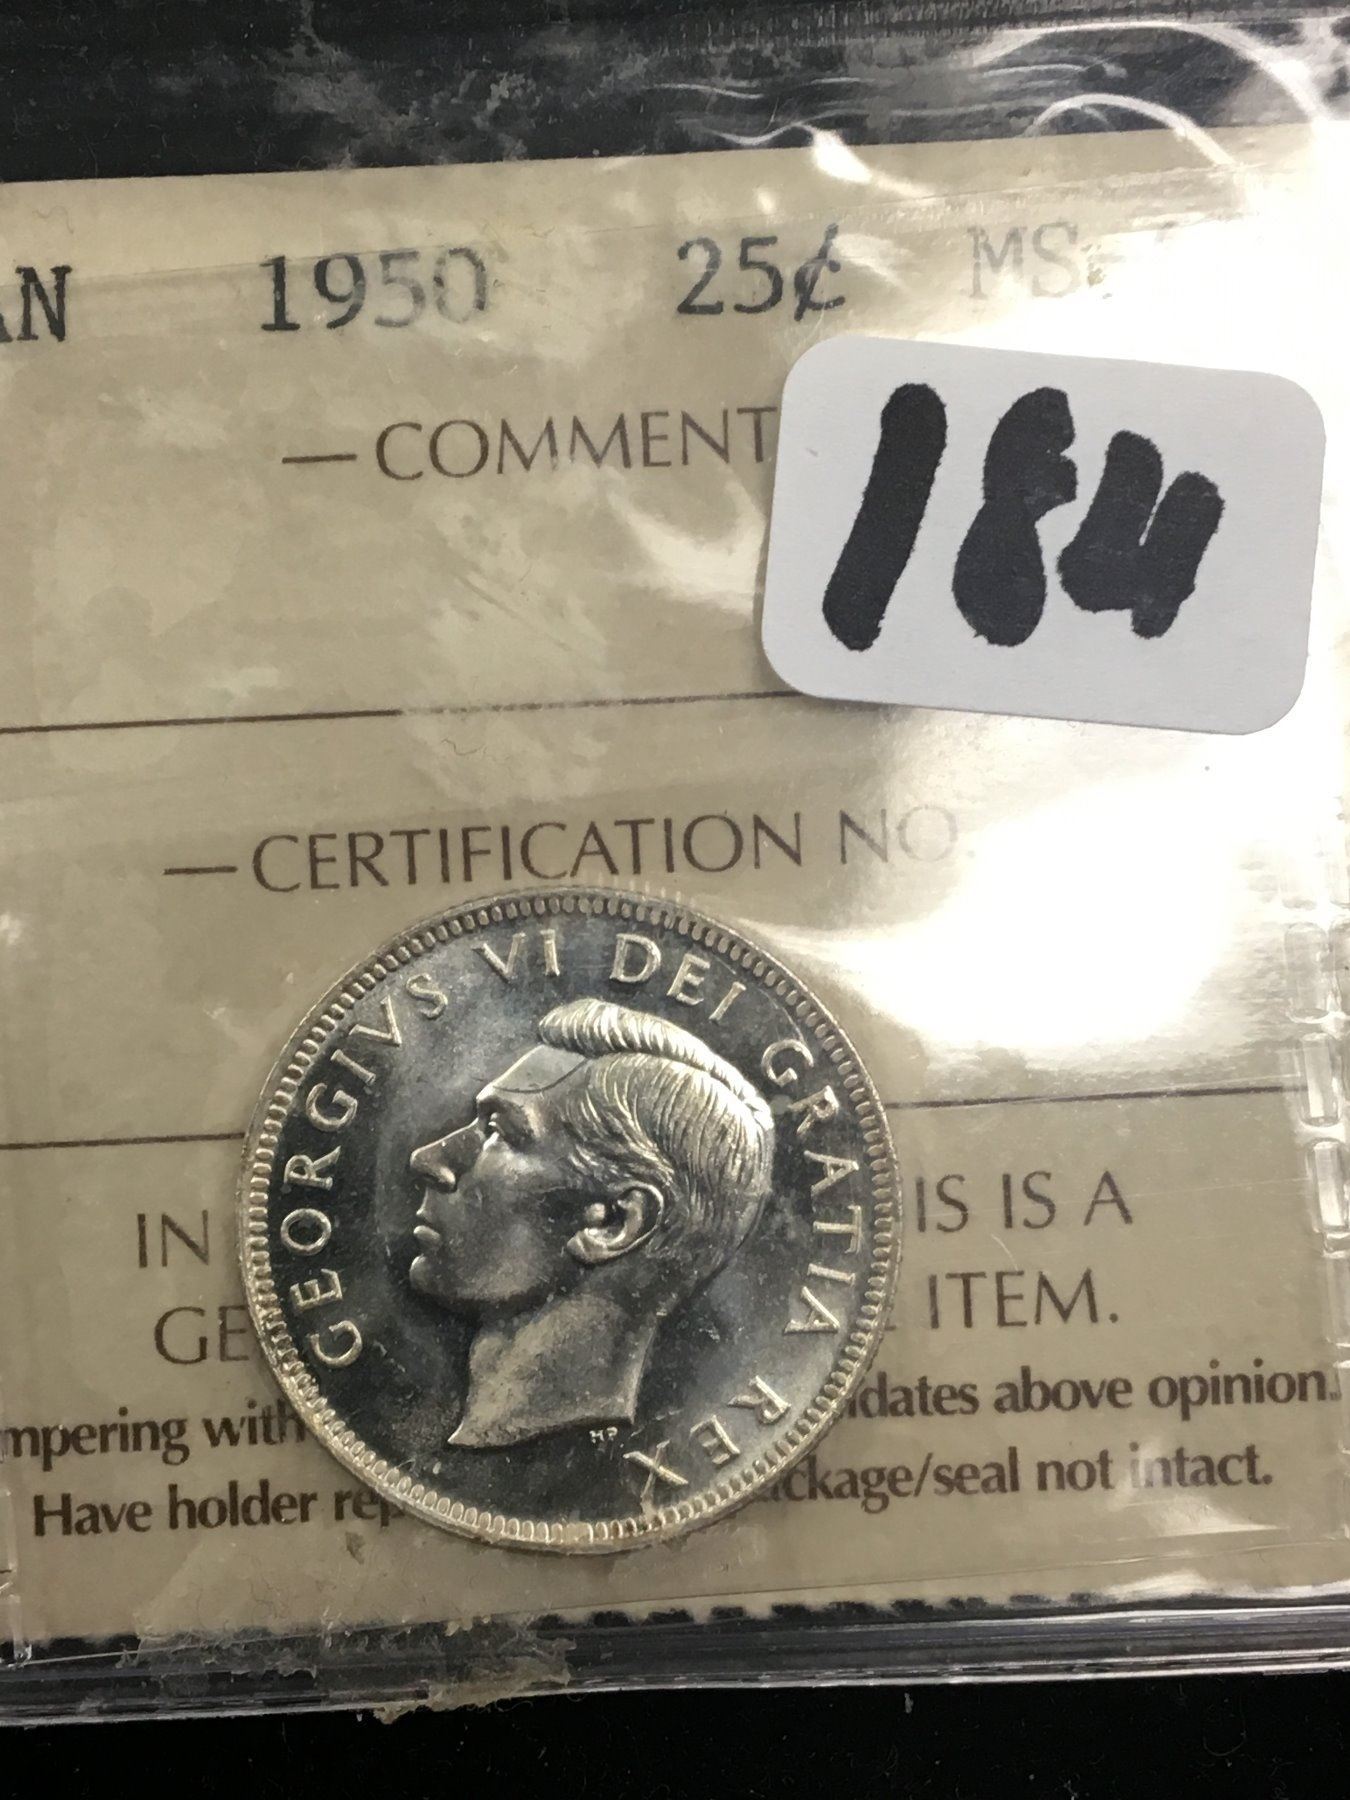 AN 1950 25¢ MS-
—COMMENT
184
—CERTIFICATION NO.
GEORGIVS VI DEI GRATIA REX
HP
IN IS IS A
GE ITEM.
mpering with idates above opinion.
Have holder rep ackage/seal not intact.